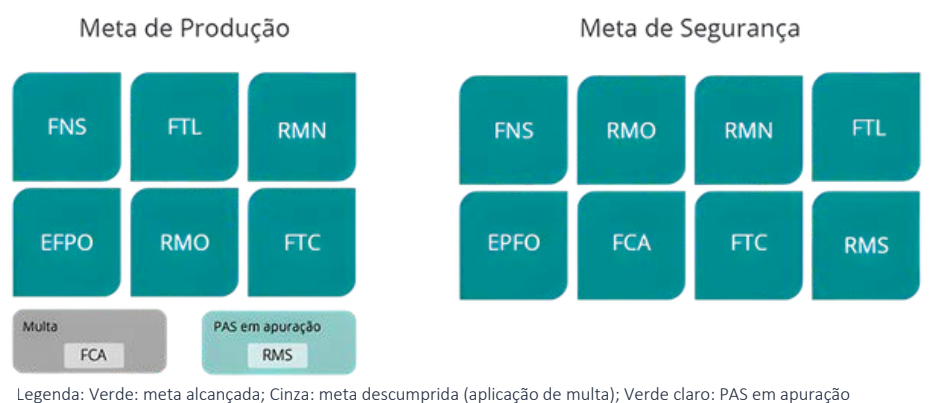 Meta de Produção
FNS FTL RMN
EFPO RMO FTC
Multa
FCA
PAS em apuração
RMS
Meta de Segurança
FNS RMO RMN FTL
EPFO FCA FTC RMS
Legenda: Verde: meta alcançada; Cinza: meta descumprida (aplicação de multa); Verde claro: PAS em apuração